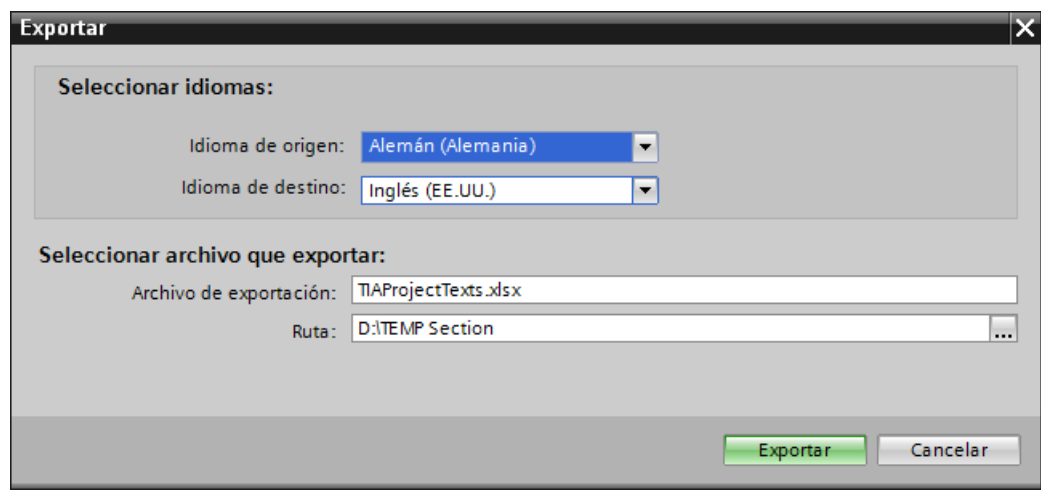 Exportar
Seleccionar idiomas:
Idioma de origen: Alemán (Alemania)
Idioma de destino: Inglés (EE.UU.)
Seleccionar archivo que exportar:
Archivo de exportación: TIAProjectTexts.xlsx
Ruta: D:\TEMP Section ...
Exportar Cancelar